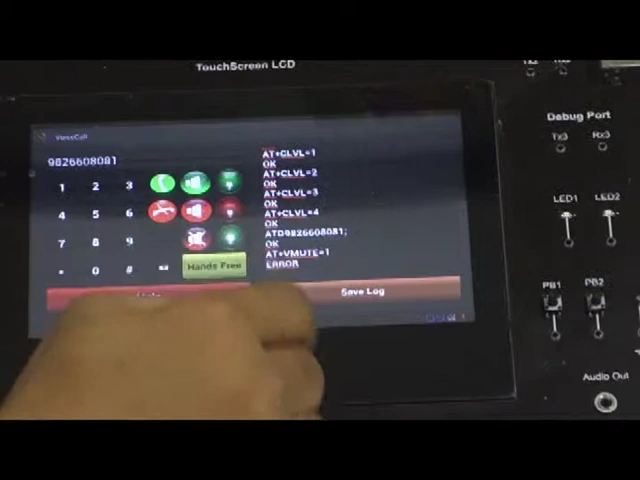 TouchScreen LCD
Debug Port
Tx3 Rx3
LED1 LED2
PB1 PB2
Audio Out
VoiceCall
9826608081
1 2 3
4 5 6
7 8 9
* 0 #
Hands Free
Save Log
AT+CLVL=1
OK
AT+CLVL=2
OK
AT+CLVL=3
OK
AT+CLVL=4
OK
ATD9826608081;
OK
AT+VMUTE=1
ERROR